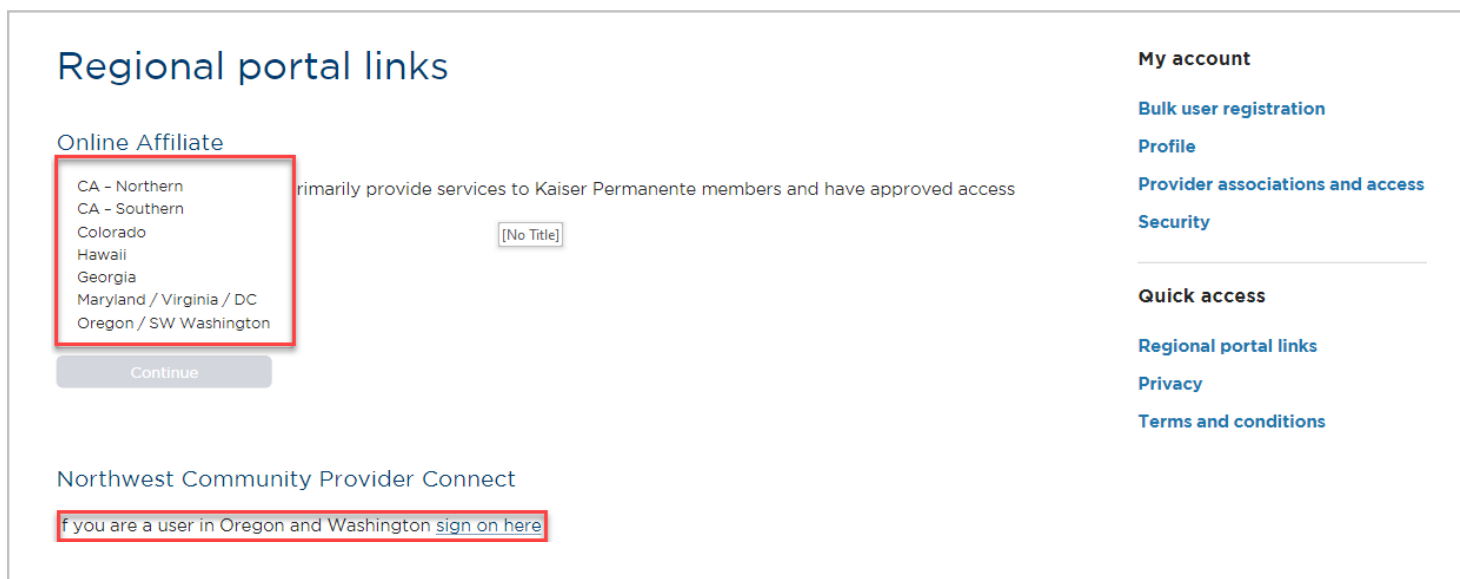 Regional portal links
Online Affiliate
CA – Northern
rimarily provide services to Kaiser Permanente members and have approved access
CA – Southern
Colorado
[No Title]
Hawaii
Georgia
Maryland / Virginia / DC
Oregon / SW Washington
Continue
Northwest Community Provider Connect
f you are a user in Oregon and Washington sign on here
My account
Bulk user registration
Profile
Provider associations and access
Security
Quick access
Regional portal links
Privacy
Terms and conditions